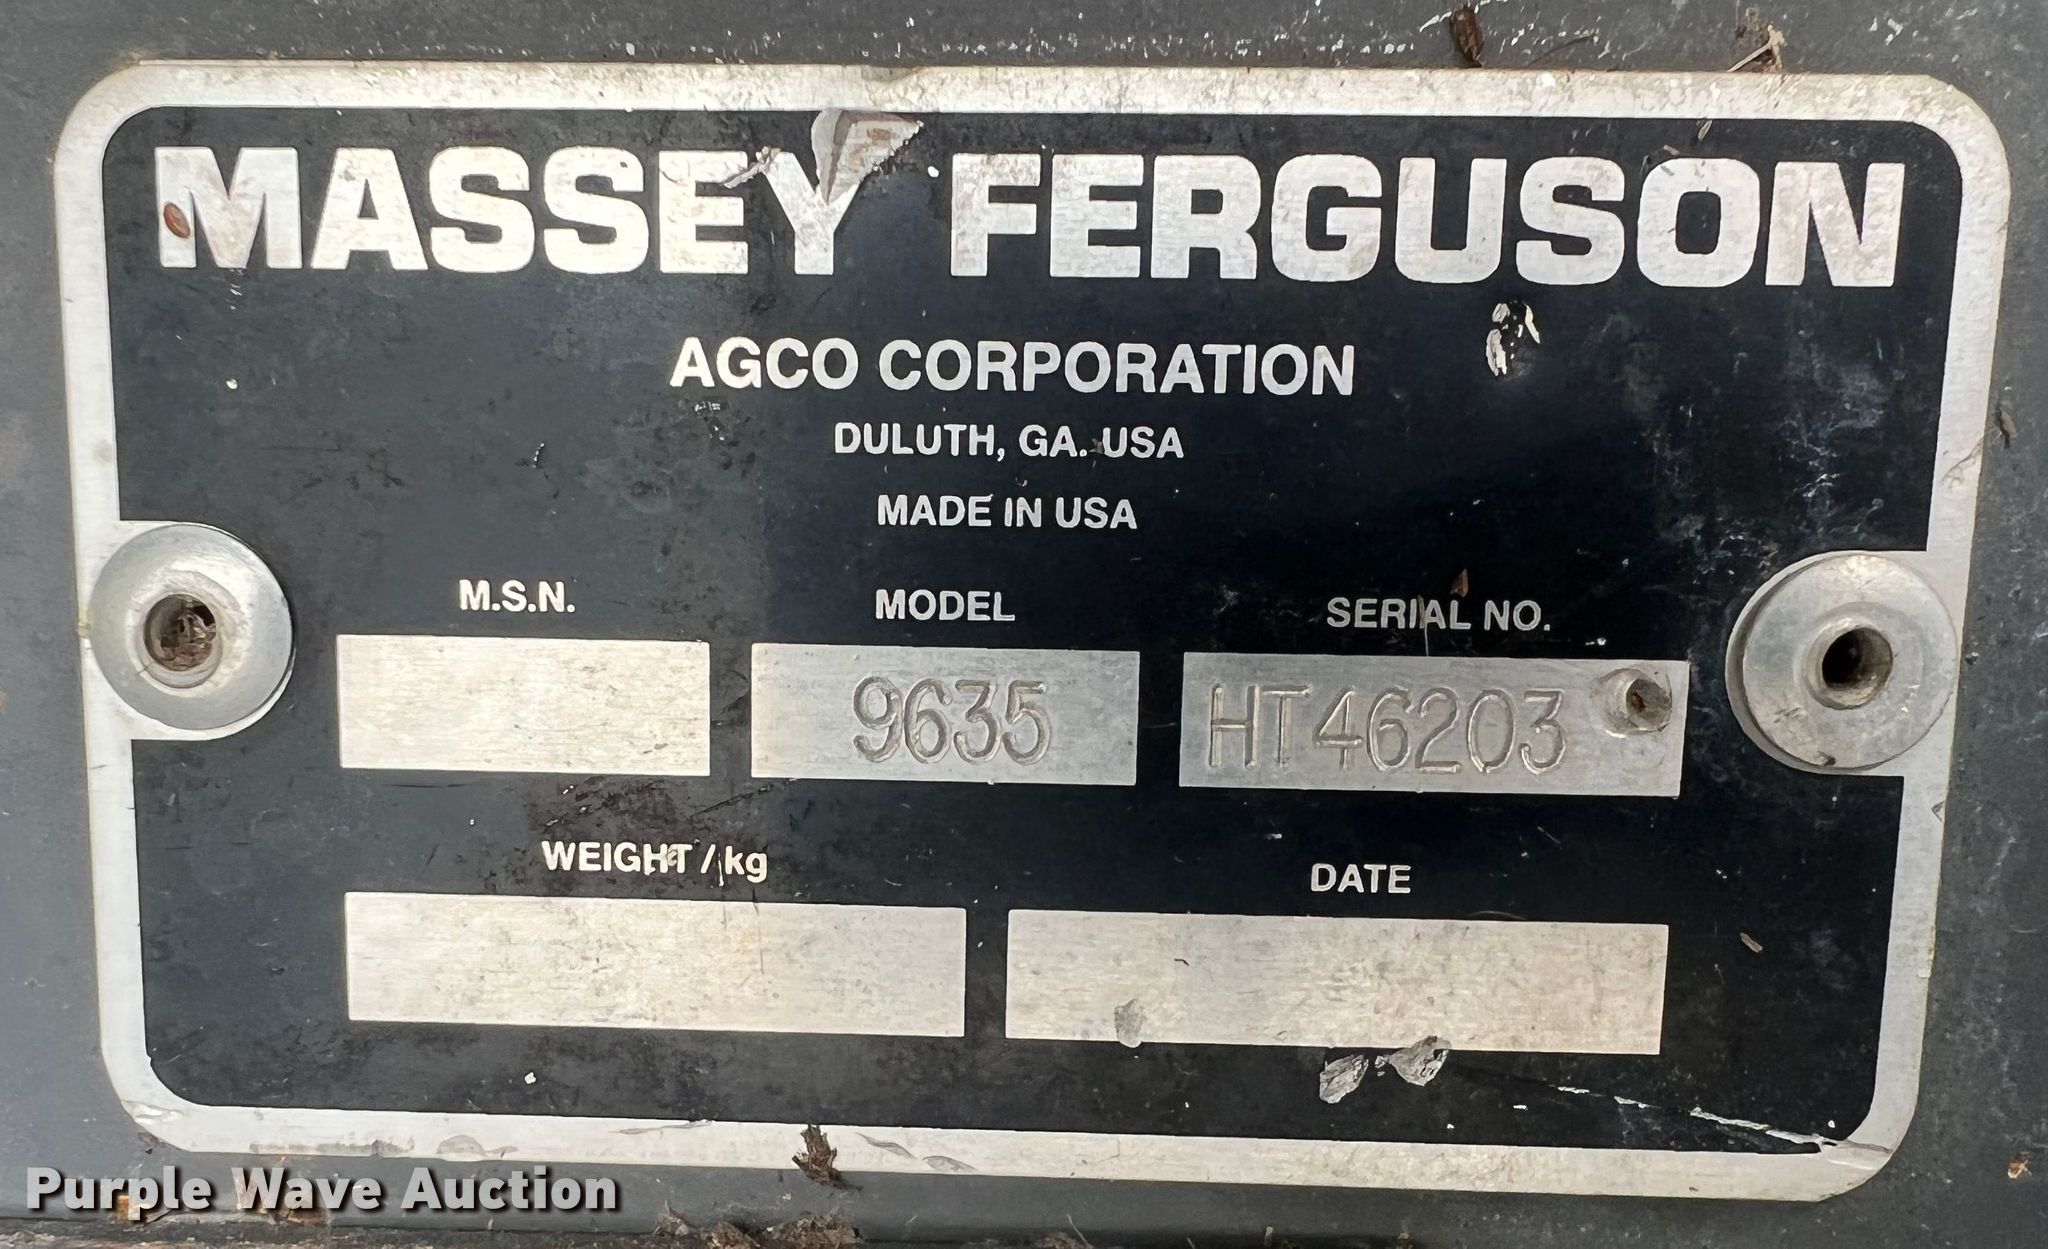 MASSEY FERGUSON
AGCO CORPORATION
DULUTH, GA. USA
MADE IN USA
M.S.N. MODEL SERIAL NO.
9635 HT46203
WEIGHT / kg DATE
Purple Wave Auction